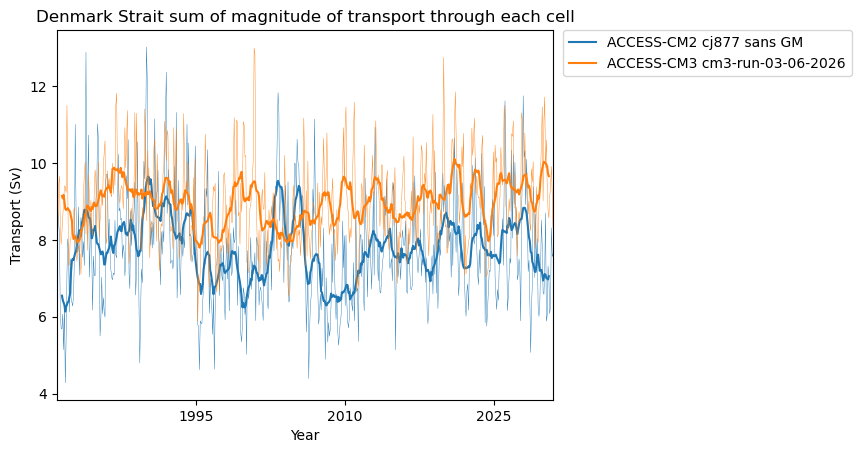 Denmark Strait sum of magnitude of transport through each cell
ACCESS-CM2 cj877 sans GM
ACCESS-CM3 cm3-run-03-06-2026
12
10
8
6
4
Transport (Sv)
1995
2010
2025
Year